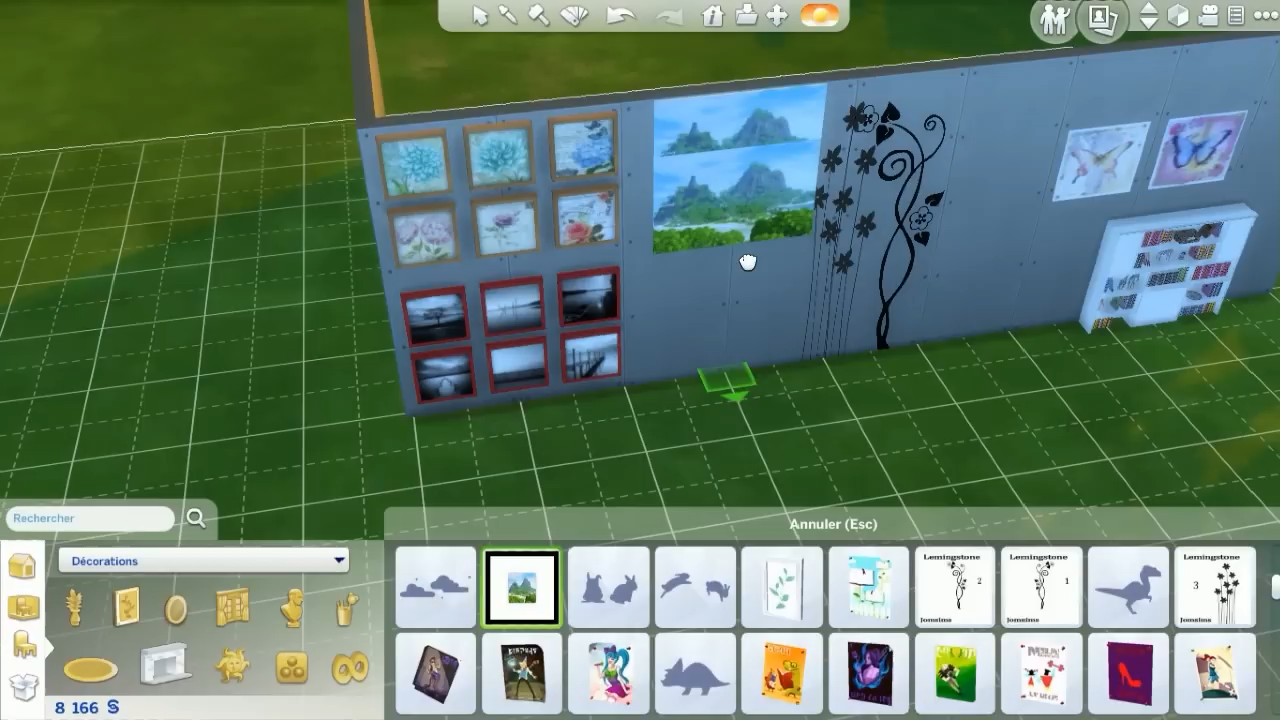 Rechercher
Annuler (Esc)
Décorations
Lemingstone
2
Jomsims
Lemingstone
1
Jomsims
Lemingstone
3
Jomsims
8 166 S